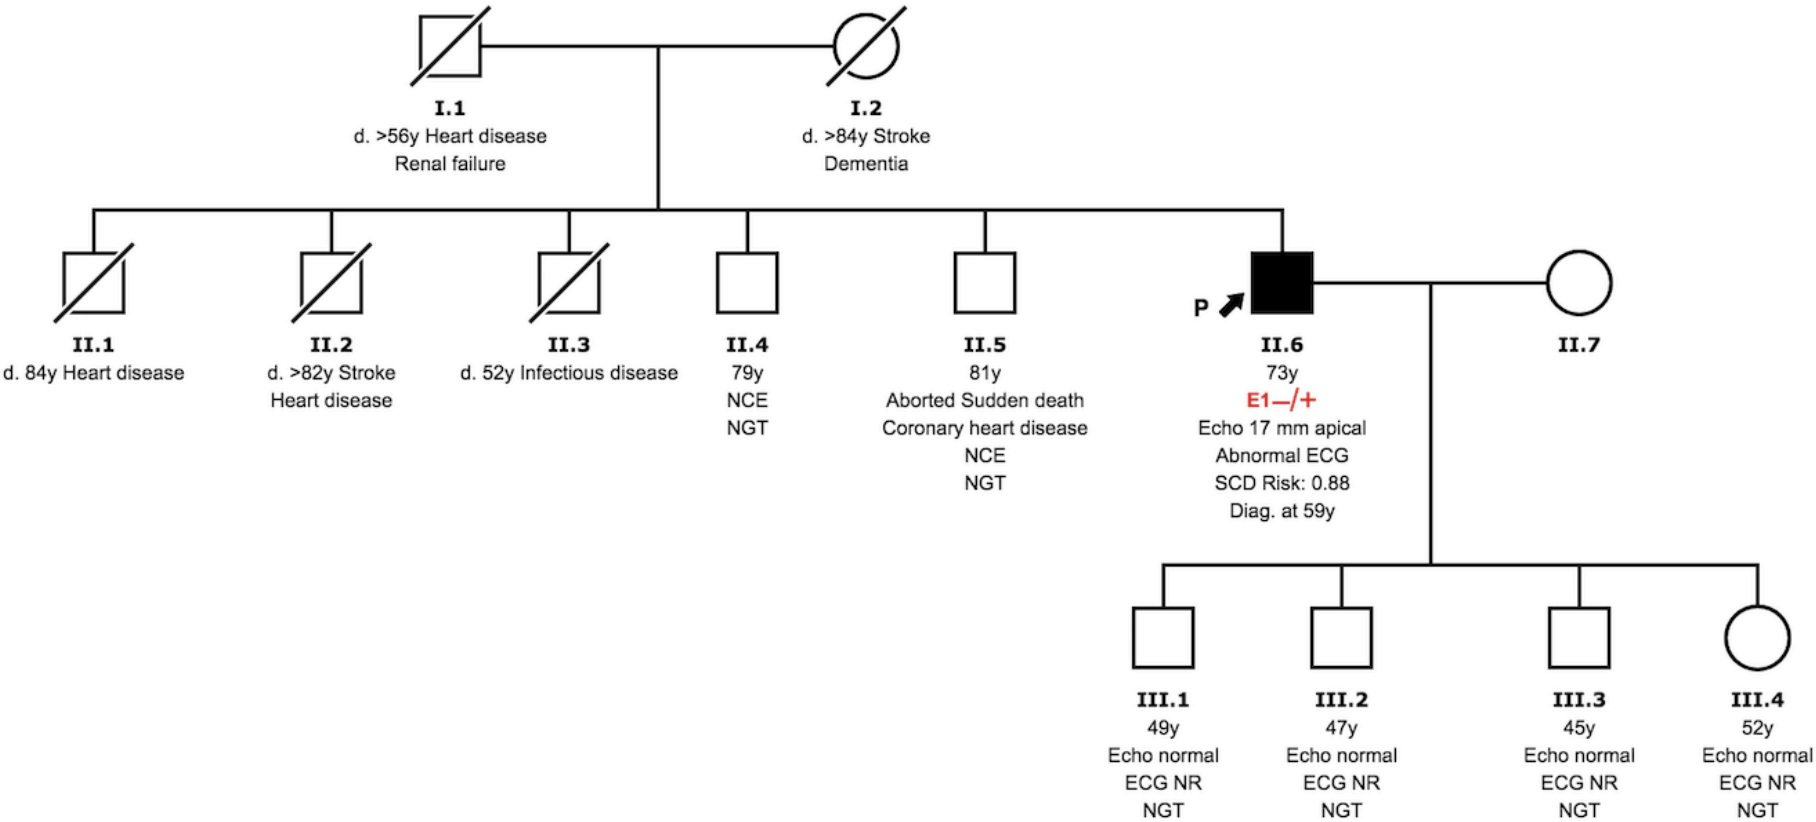 I.1
d. >56y Heart disease
Renal failure
I.2
d. >84y Stroke
Dementia
II.1
d. 84y Heart disease
II.2
d. >82y Stroke
Heart disease
II.3
d. 52y Infectious disease
II.4
79y
NCE
NGT
II.5
81y
Aborted Sudden death
Coronary heart disease
NCE
NGT
P
II.6
73y
E1—/+
Echo 17 mm apical
Abnormal ECG
SCD Risk: 0.88
Diag. at 59y
II.7
III.1
49y
Echo normal
ECG NR
NGT
III.2
47y
Echo normal
ECG NR
NGT
III.3
45y
Echo normal
ECG NR
NGT
III.4
52y
Echo normal
ECG NR
NGT